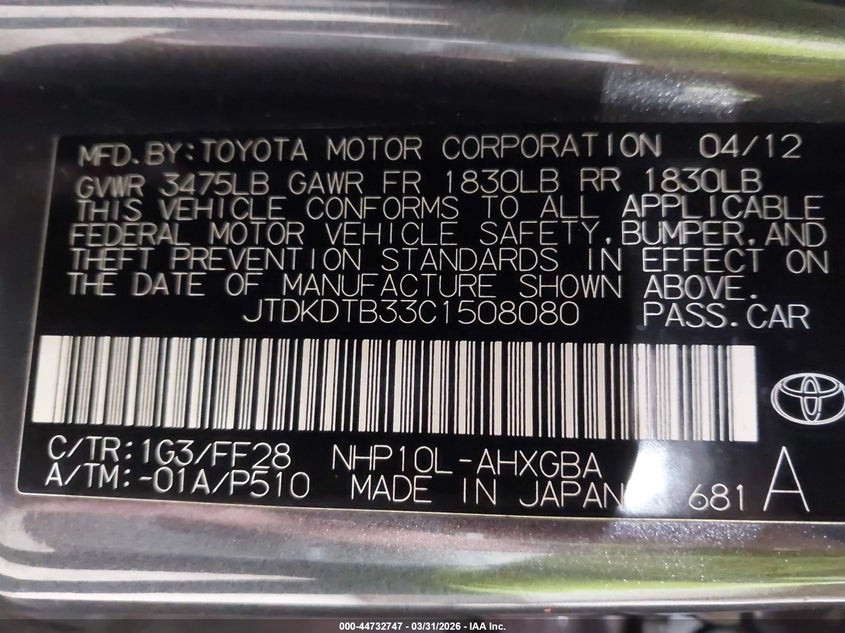 MFD.BY:TOYOTA MOTOR CORPORATION 04/12
GVWR 3475LB GAWR FR 1830LB RR 1830LB
THIS VEHICLE CONFORMS TO ALL APPLICABLE
FEDERAL MOTOR VEHICLE SAFETY,BUMPER,AND
THEFT PREVENTION STANDARDS IN EFFECT ON
THE DATE OF MANUFACTURE SHOWN ABOVE.
JTDKDTB33C1508080 PASS.CAR
C/TR:1G3/FF28 NHP10L-AHXGBA
A/TM:-01A/P510 MADE IN JAPAN 681 A
000-44732747 - 03/31/2026 - IAA Inc.